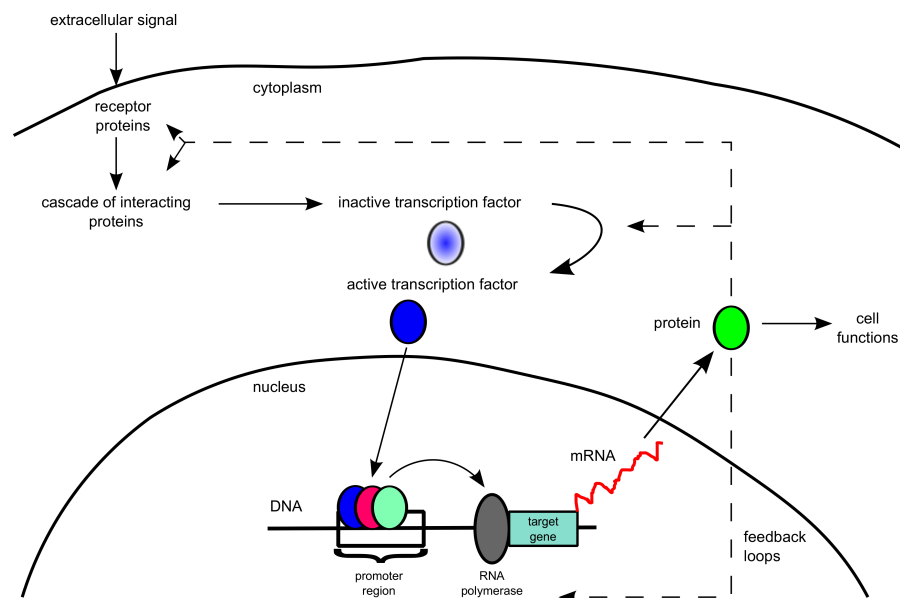 extracellular signal
cytoplasm
receptor
proteins
cascade of interacting
proteins
inactive transcription factor
active transcription factor
protein
cell
functions
nucleus
mRNA
DNA
target
gene
feedback
loops
promoter
region
RNA
polymerase